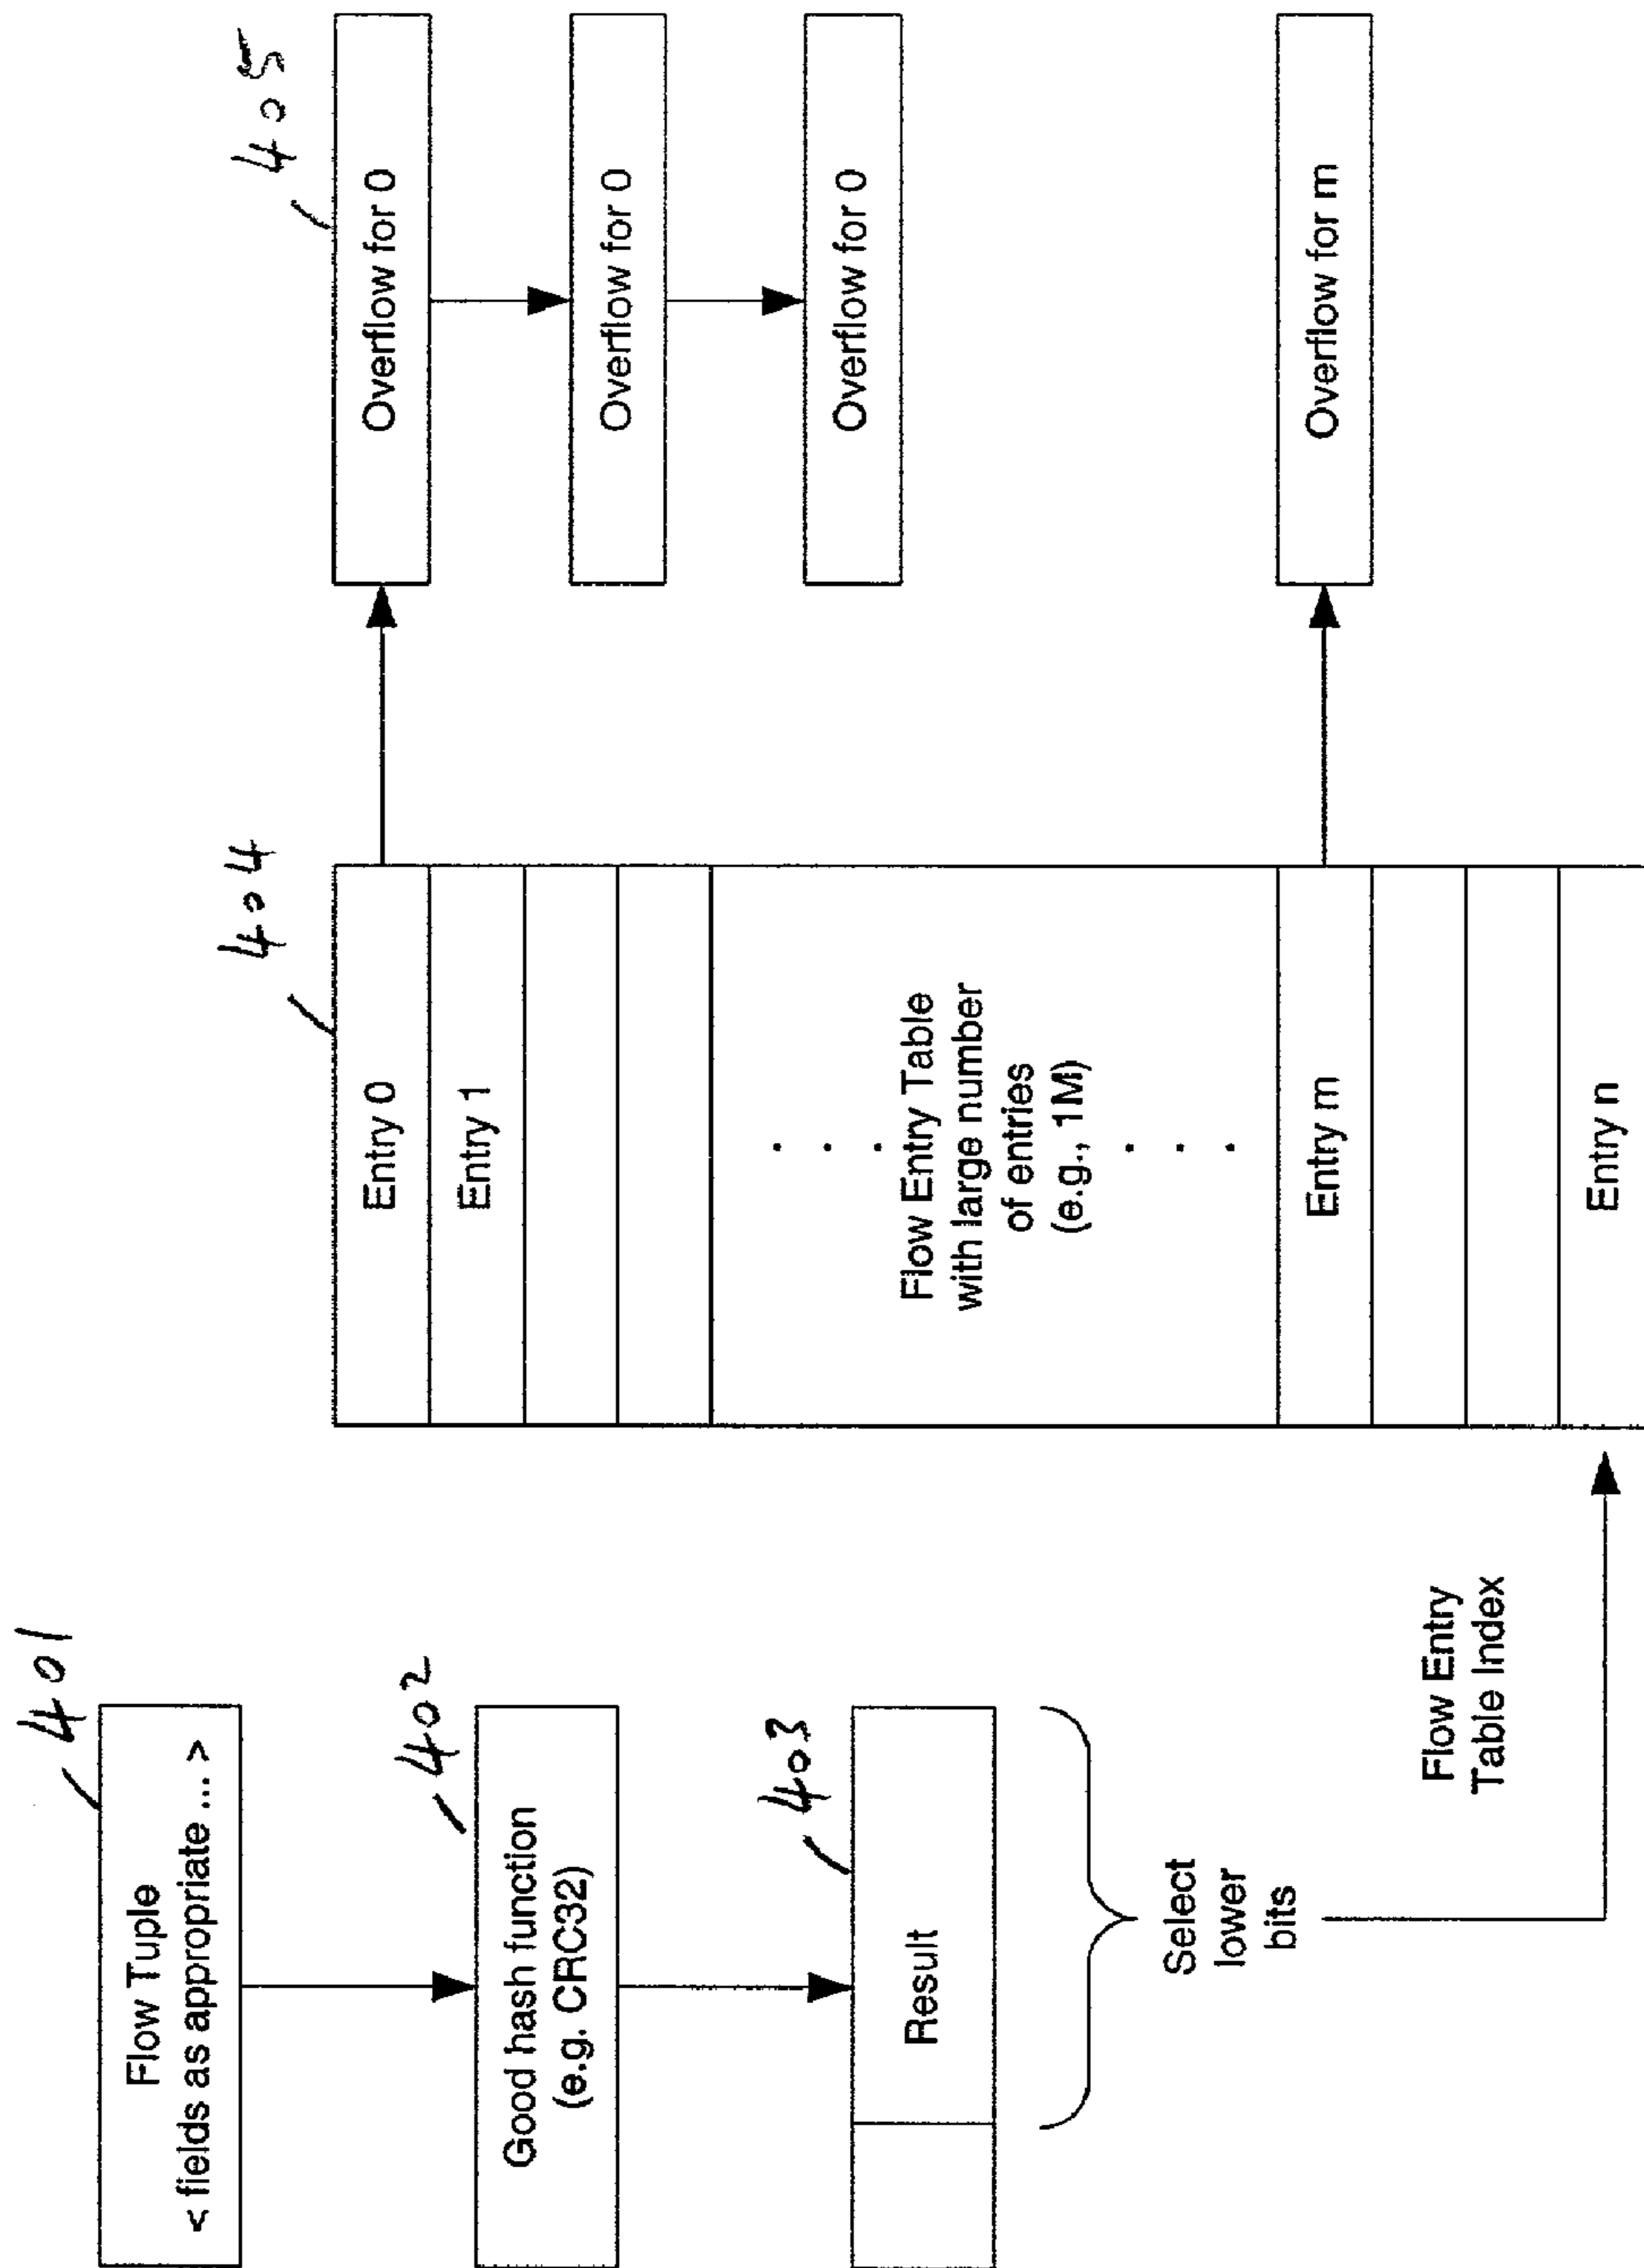 401
Flow Tuple
< fields as appropriate ... >
402
Good hash function
(e.g. CRC32)
403
Result
Select
lower
bits
Flow Entry
Table Index
404
Entry 0
Entry 1
. . .
Flow Entry Table
with large number
of entries
(e.g., 1M)
. . .
Entry m
Entry n
405
Overflow for 0
Overflow for 0
Overflow for 0
Overflow for m